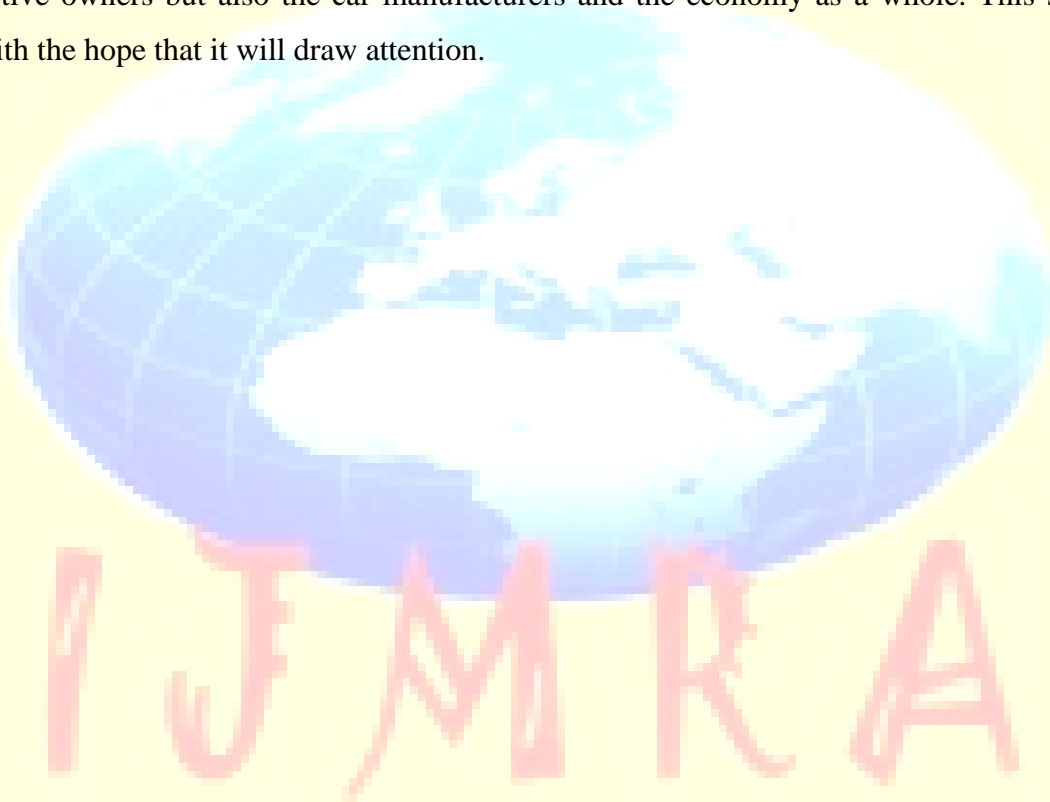 owners but also the car manufacturers and the economy as a whole. This
the hope that it will draw attention.
IJMRA